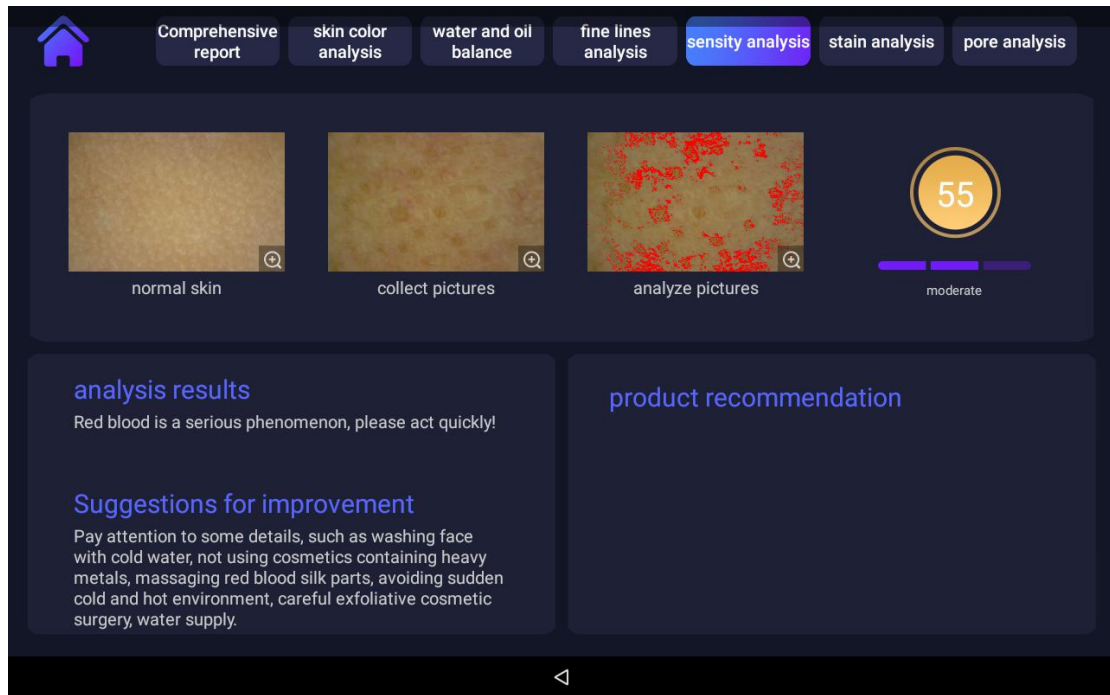 Comprehensive
report
skin color
analysis
water and oil
balance
fine lines
analysis
sensity analysis
stain analysis
pore analysis
normal skin
collect pictures
analyze pictures
55
moderate
analysis results
Red blood is a serious phenomenon, please act quickly!
Suggestions for improvement
Pay attention to some details, such as washing face
with cold water, not using cosmetics containing heavy
metals, massaging red blood silk parts, avoiding sudden
cold and hot environment, careful exfoliative cosmetic
surgery, water supply.
product recommendation